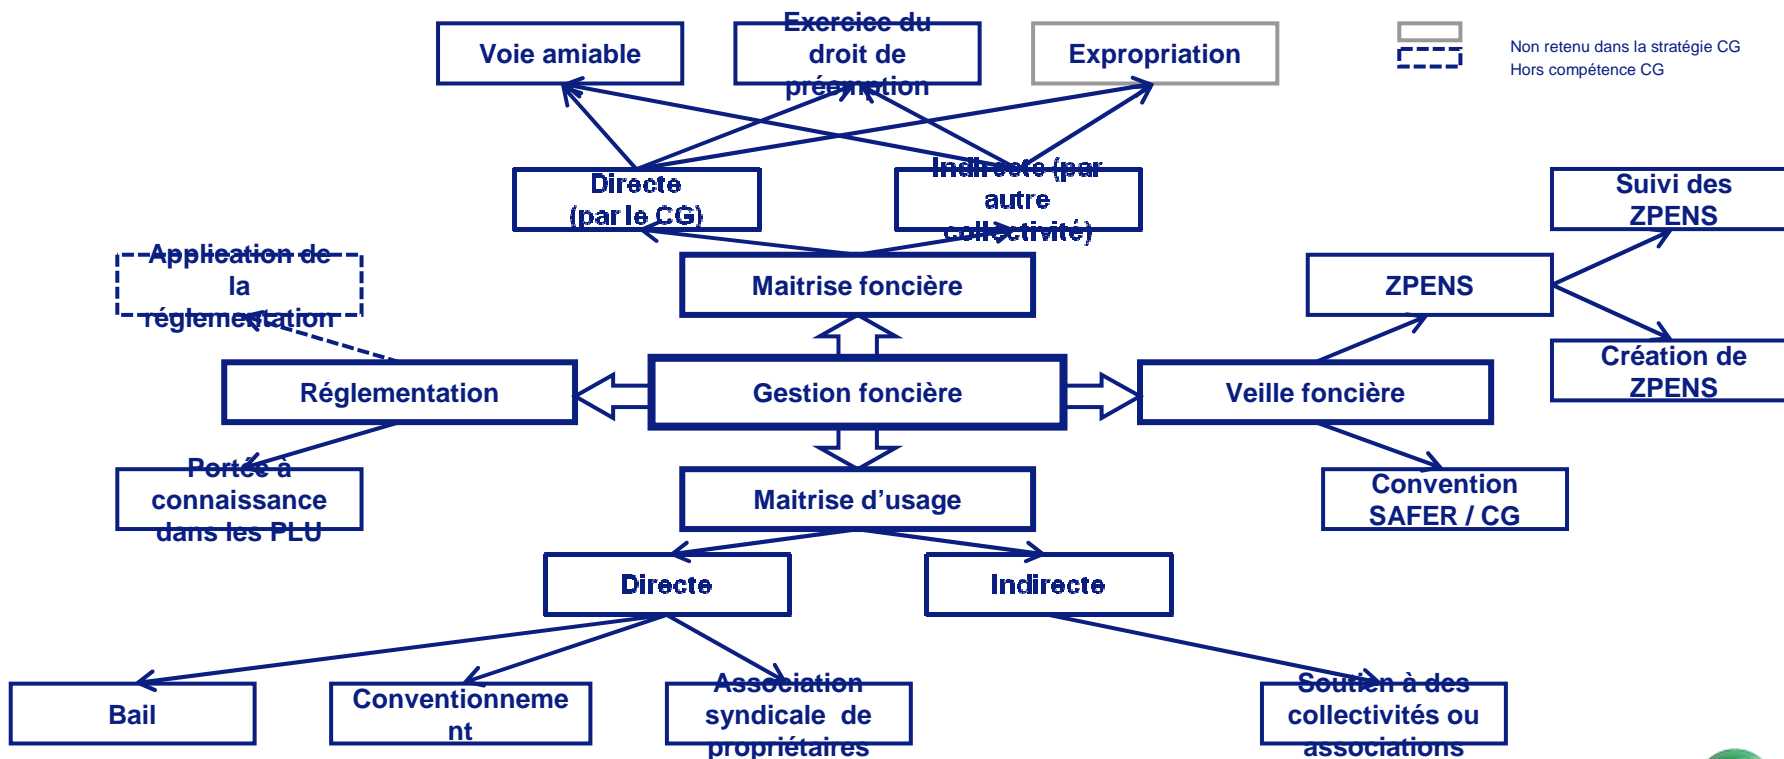 Voie amiable
Exercice du
droit de
préemption
Expropriation
Non retenu dans la stratégie CG
Hors compétence CG
Directe
(par le CG)
Indirecte (par
autre
collectivité)
Suivi des
ZPENS
Application de
la
réglementation
Maitrise foncière
ZPENS
Création de
ZPENS
Réglementation
Gestion foncière
Veille foncière
Portée à
connaissance
dans les PLU
Maitrise d’usage
Convention
SAFER / CG
Directe
Indirecte
Bail
Conventionneme
nt
Association
syndicale de
propriétaires
Soutien à des
collectivités ou
associations